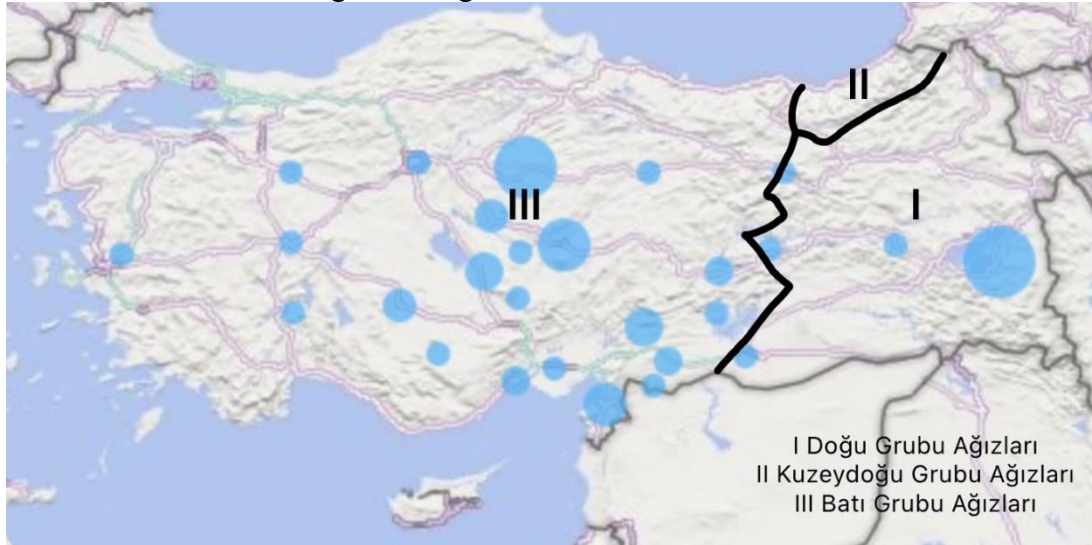 II
III
I
I Doğu Grubu Ağızları
II Kuzeydoğu Grubu Ağızları
III Batı Grubu Ağızları